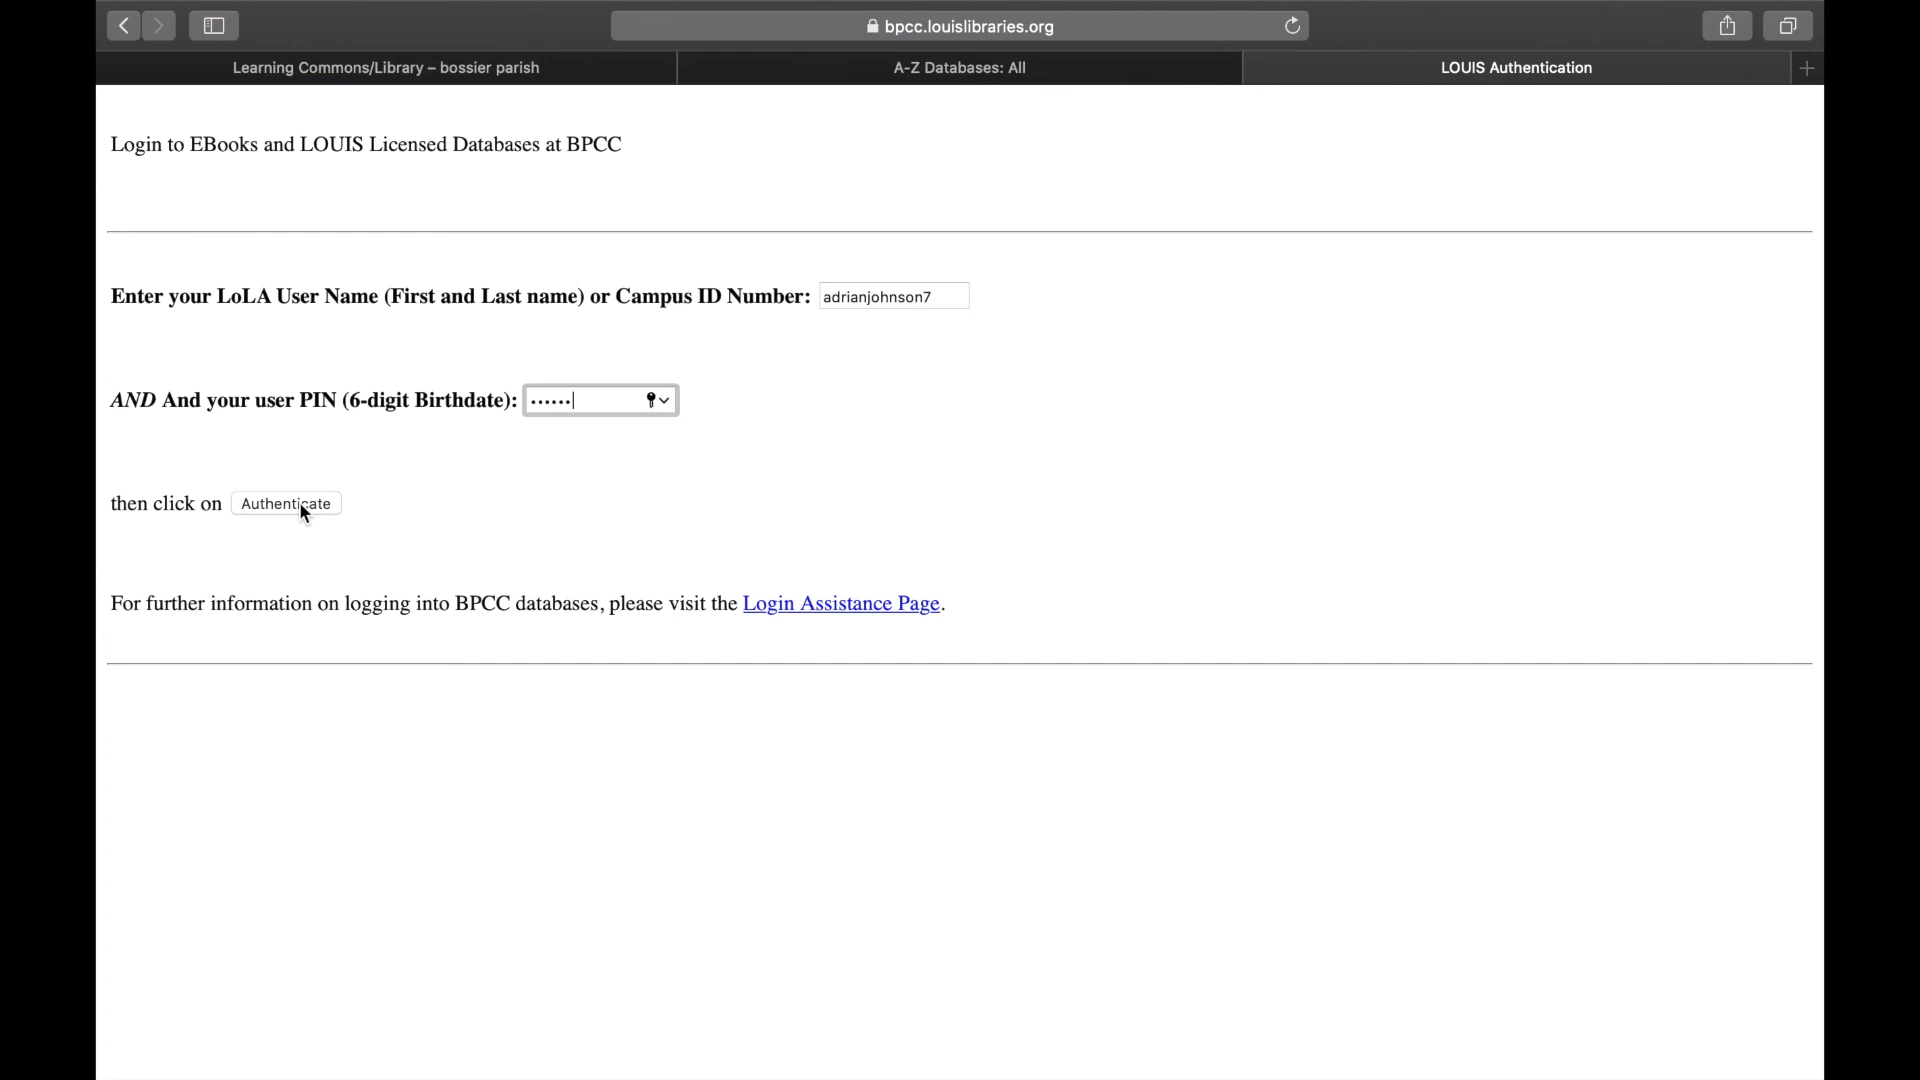 bpcc.louislibraries.org
Learning Commons/Library – bossier parish
A-Z Databases: All
LOUIS Authentication
Login to EBooks and LOUIS Licensed Databases at BPCC
Enter your LoLA User Name (First and Last name) or Campus ID Number: adrianjohnson7
AND And your user PIN (6-digit Birthdate): ••••••
then click on Authenticate
For further information on logging into BPCC databases, please visit the Login Assistance Page.